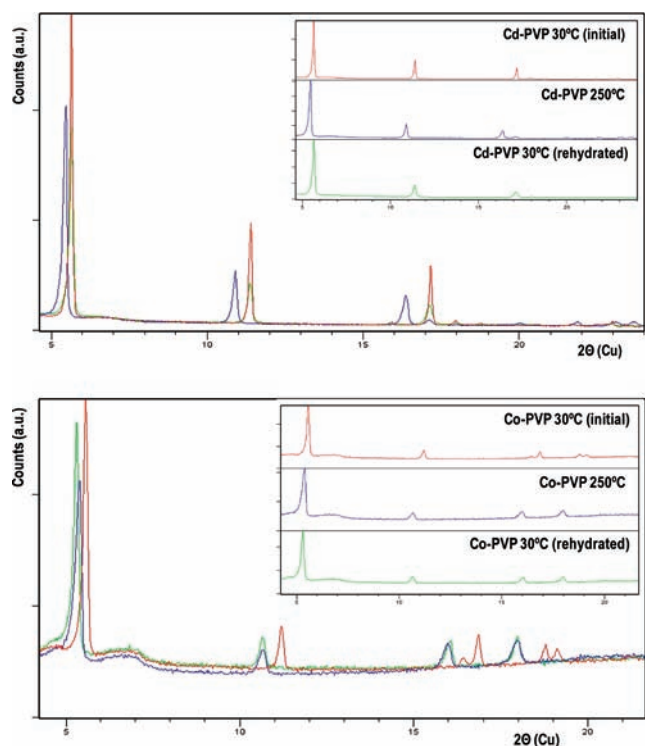 Counts (a.u.)
Cd-PVP 30ºC (initial)
Cd-PVP 250ºC
Cd-PVP 30ºC (rehydrated)
5 10 15 20
5 10 15 20
2Θ (Cu)
Counts (a.u.)
Co-PVP 30ºC (initial)
Co-PVP 250ºC
Co-PVP 30ºC (rehydrated)
5 10 15 20
5 10 15 20
2Θ (Cu)